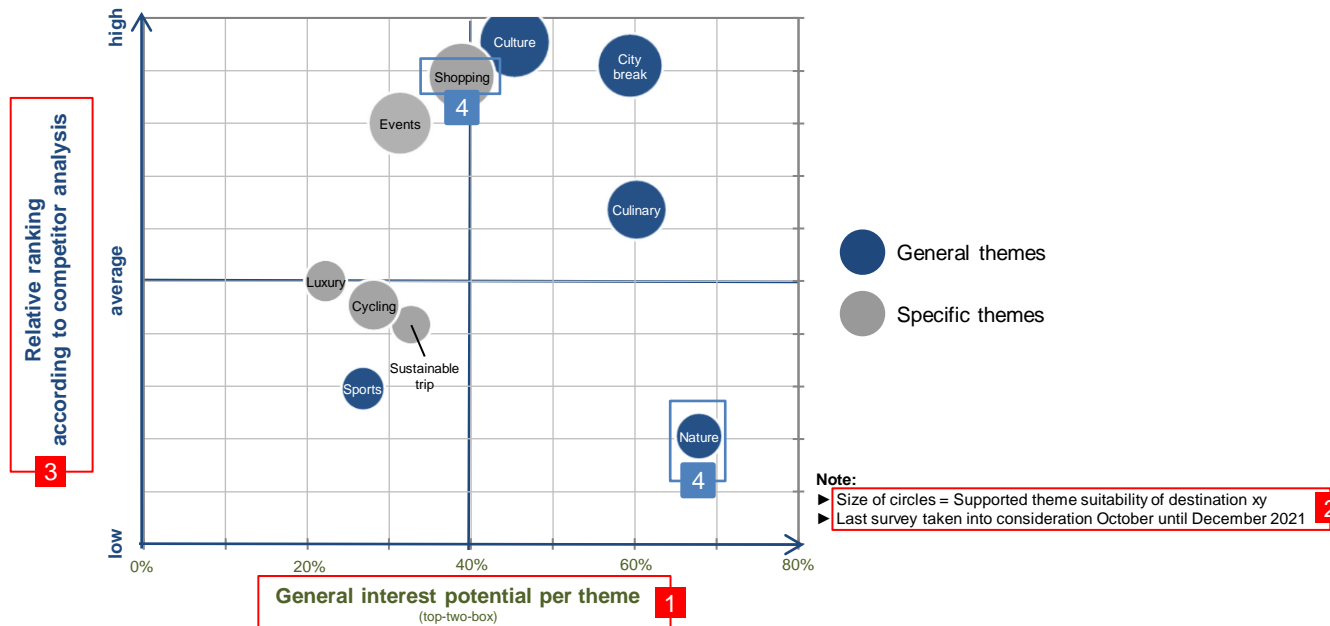 high
average
low
Relative ranking
according to competitor analysis
3
Culture
City
break
Shopping
4
Events
Culinary
Luxury
Cycling
Sustainable
trip
Sports
Nature
4
General themes
Specific themes
Note:
► Size of circles = Supported theme suitability of destination xy
► Last survey taken into consideration October until December 2021
2
0%
20%
40%
60%
80%
General interest potential per theme
(top-two-box)
1